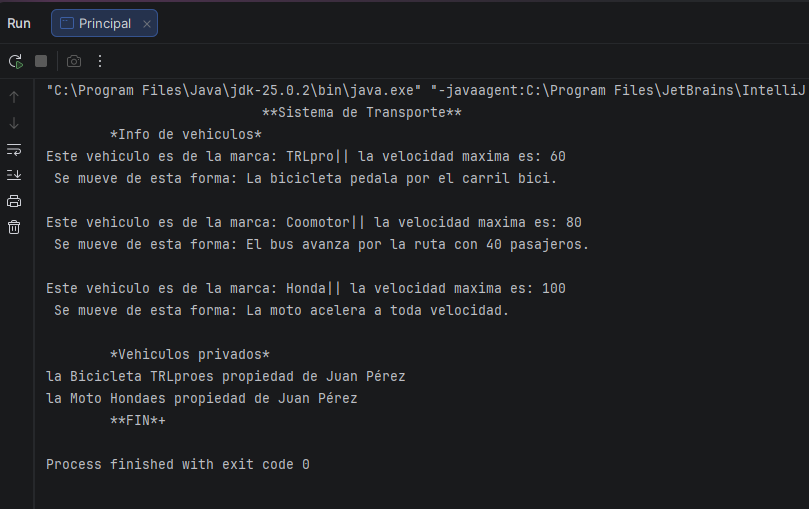 Run
Principal
"C:\Program Files\Java\jdk-25.0.2\bin\java.exe" "-javaagent:C:\Program Files\JetBrains\IntelliJ
**Sistema de Transporte**
*Info de vehiculos*
Este vehiculo es de la marca: TRLpro|| la velocidad maxima es: 60
Se mueve de esta forma: La bicicleta pedala por el carril bici.
Este vehiculo es de la marca: Coomotor|| la velocidad maxima es: 80
Se mueve de esta forma: El bus avanza por la ruta con 40 pasajeros.
Este vehiculo es de la marca: Honda|| la velocidad maxima es: 100
Se mueve de esta forma: La moto acelera a toda velocidad.
*Vehiculos privados*
la Bicicleta TRLproes propiedad de Juan Pérez
la Moto Hondaes propiedad de Juan Pérez
**FIN*+
Process finished with exit code 0